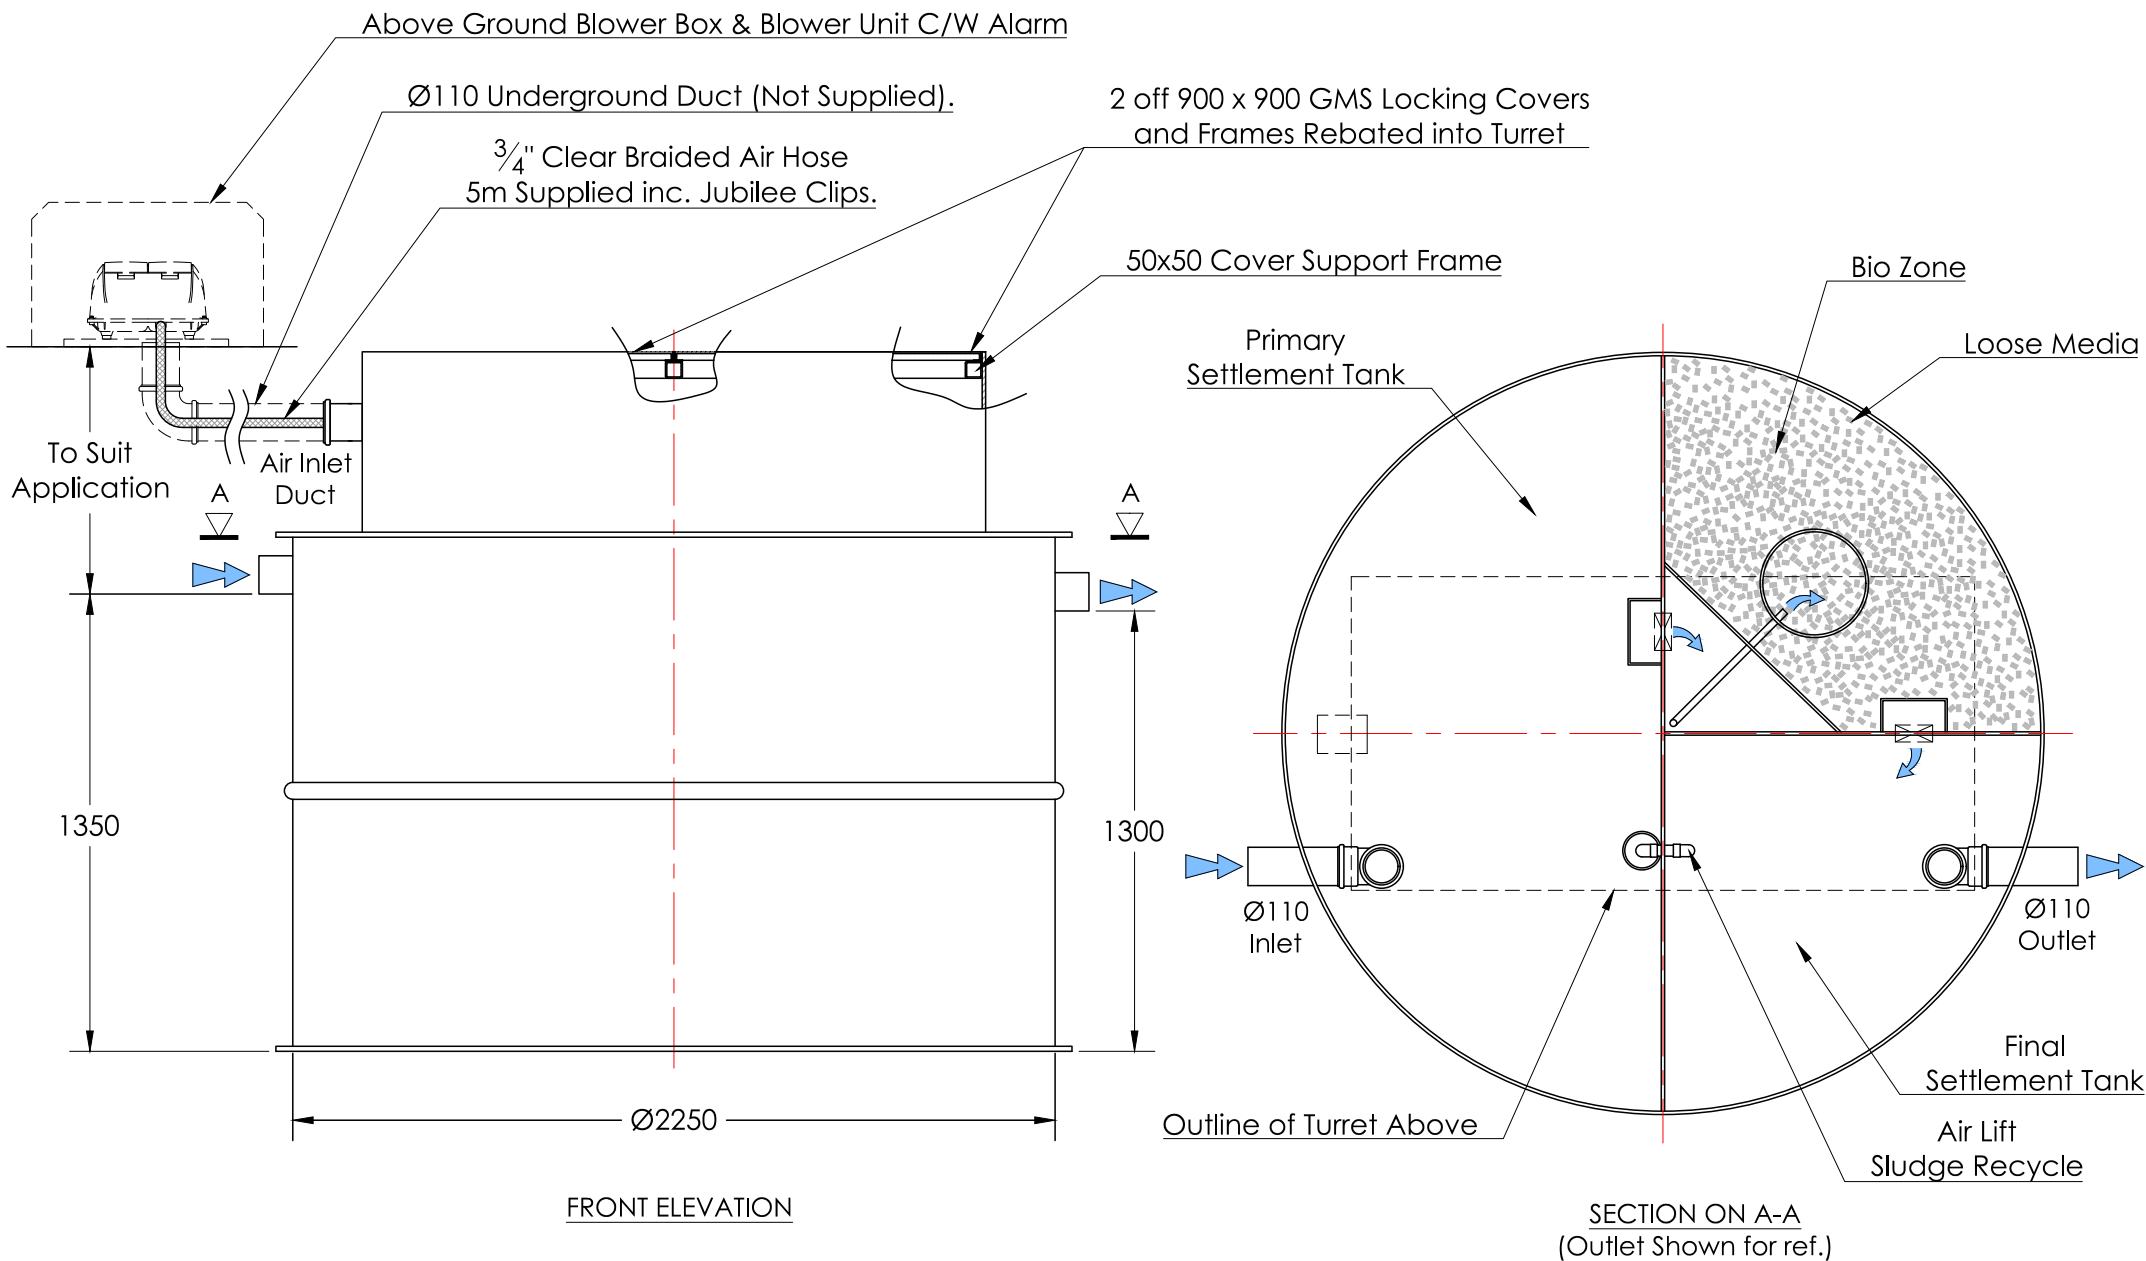 Above Ground Blower Box & Blower Unit C/W Alarm
Ø110 Underground Duct (Not Supplied).
3/4" Clear Braided Air Hose
5m Supplied inc. Jubilee Clips.
2 off 900 x 900 GMS Locking Covers
and Frames Rebated into Turret
50x50 Cover Support Frame
To Suit
Application
Air Inlet
Duct
A
A
1350
1300
Ø2250
FRONT ELEVATION
Bio Zone
Loose Media
Primary
Settlement Tank
Ø110
Inlet
Ø110
Outlet
Final
Settlement Tank
Outline of Turret Above
Air Lift
Sludge Recycle
SECTION ON A-A
(Outlet Shown for ref.)